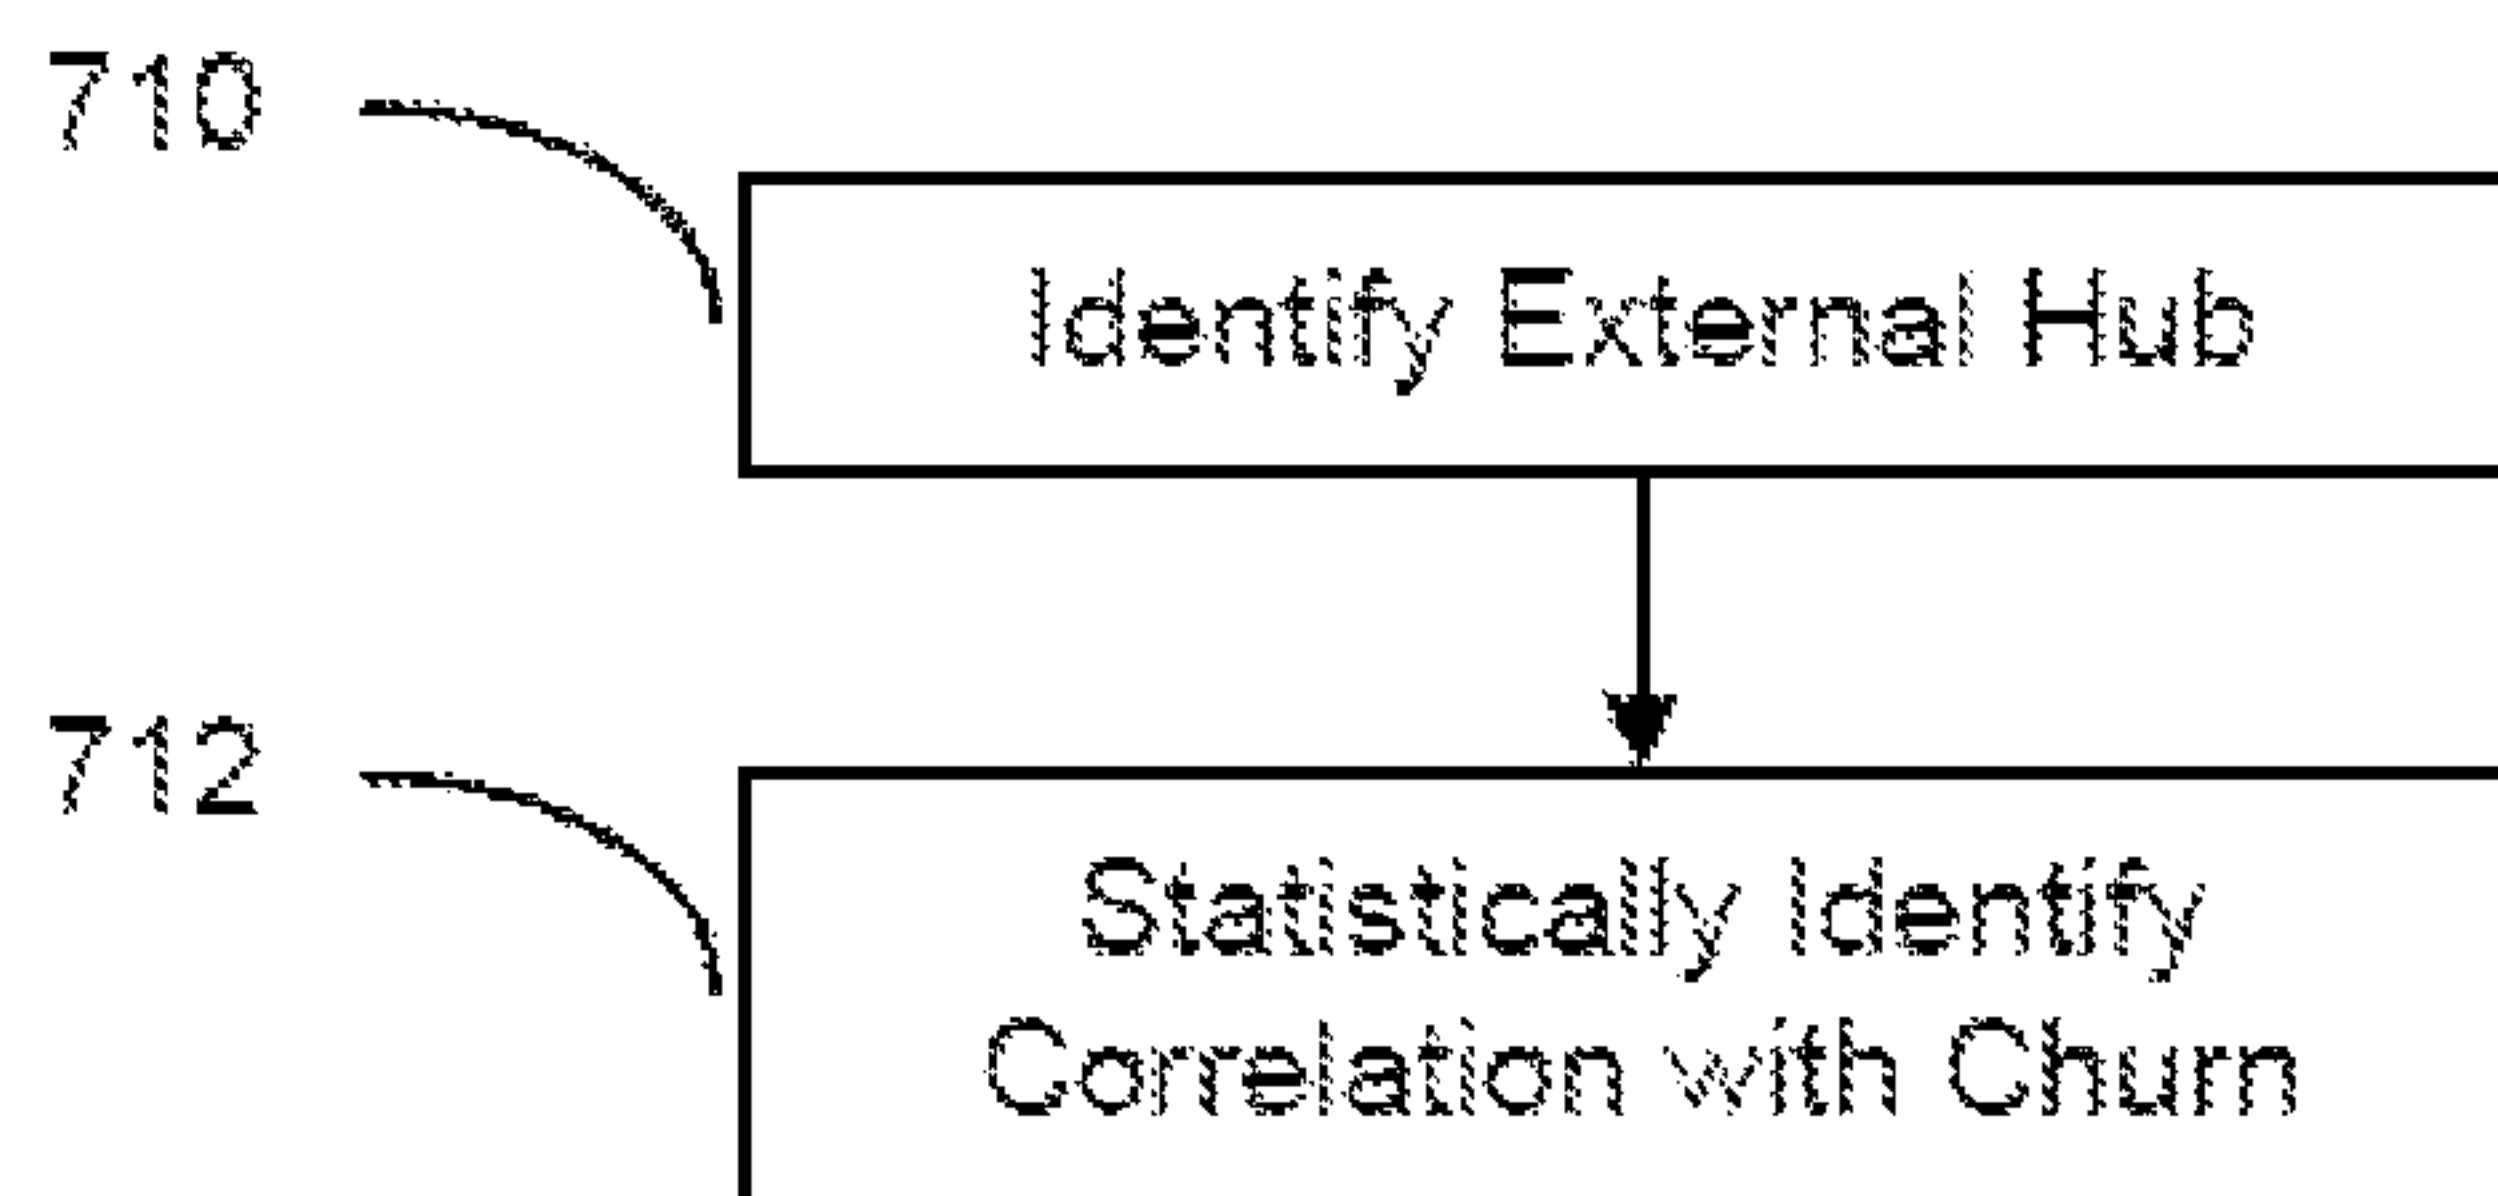 710
Identify External Hub
712
Statistically Identify
Correlation with Churn